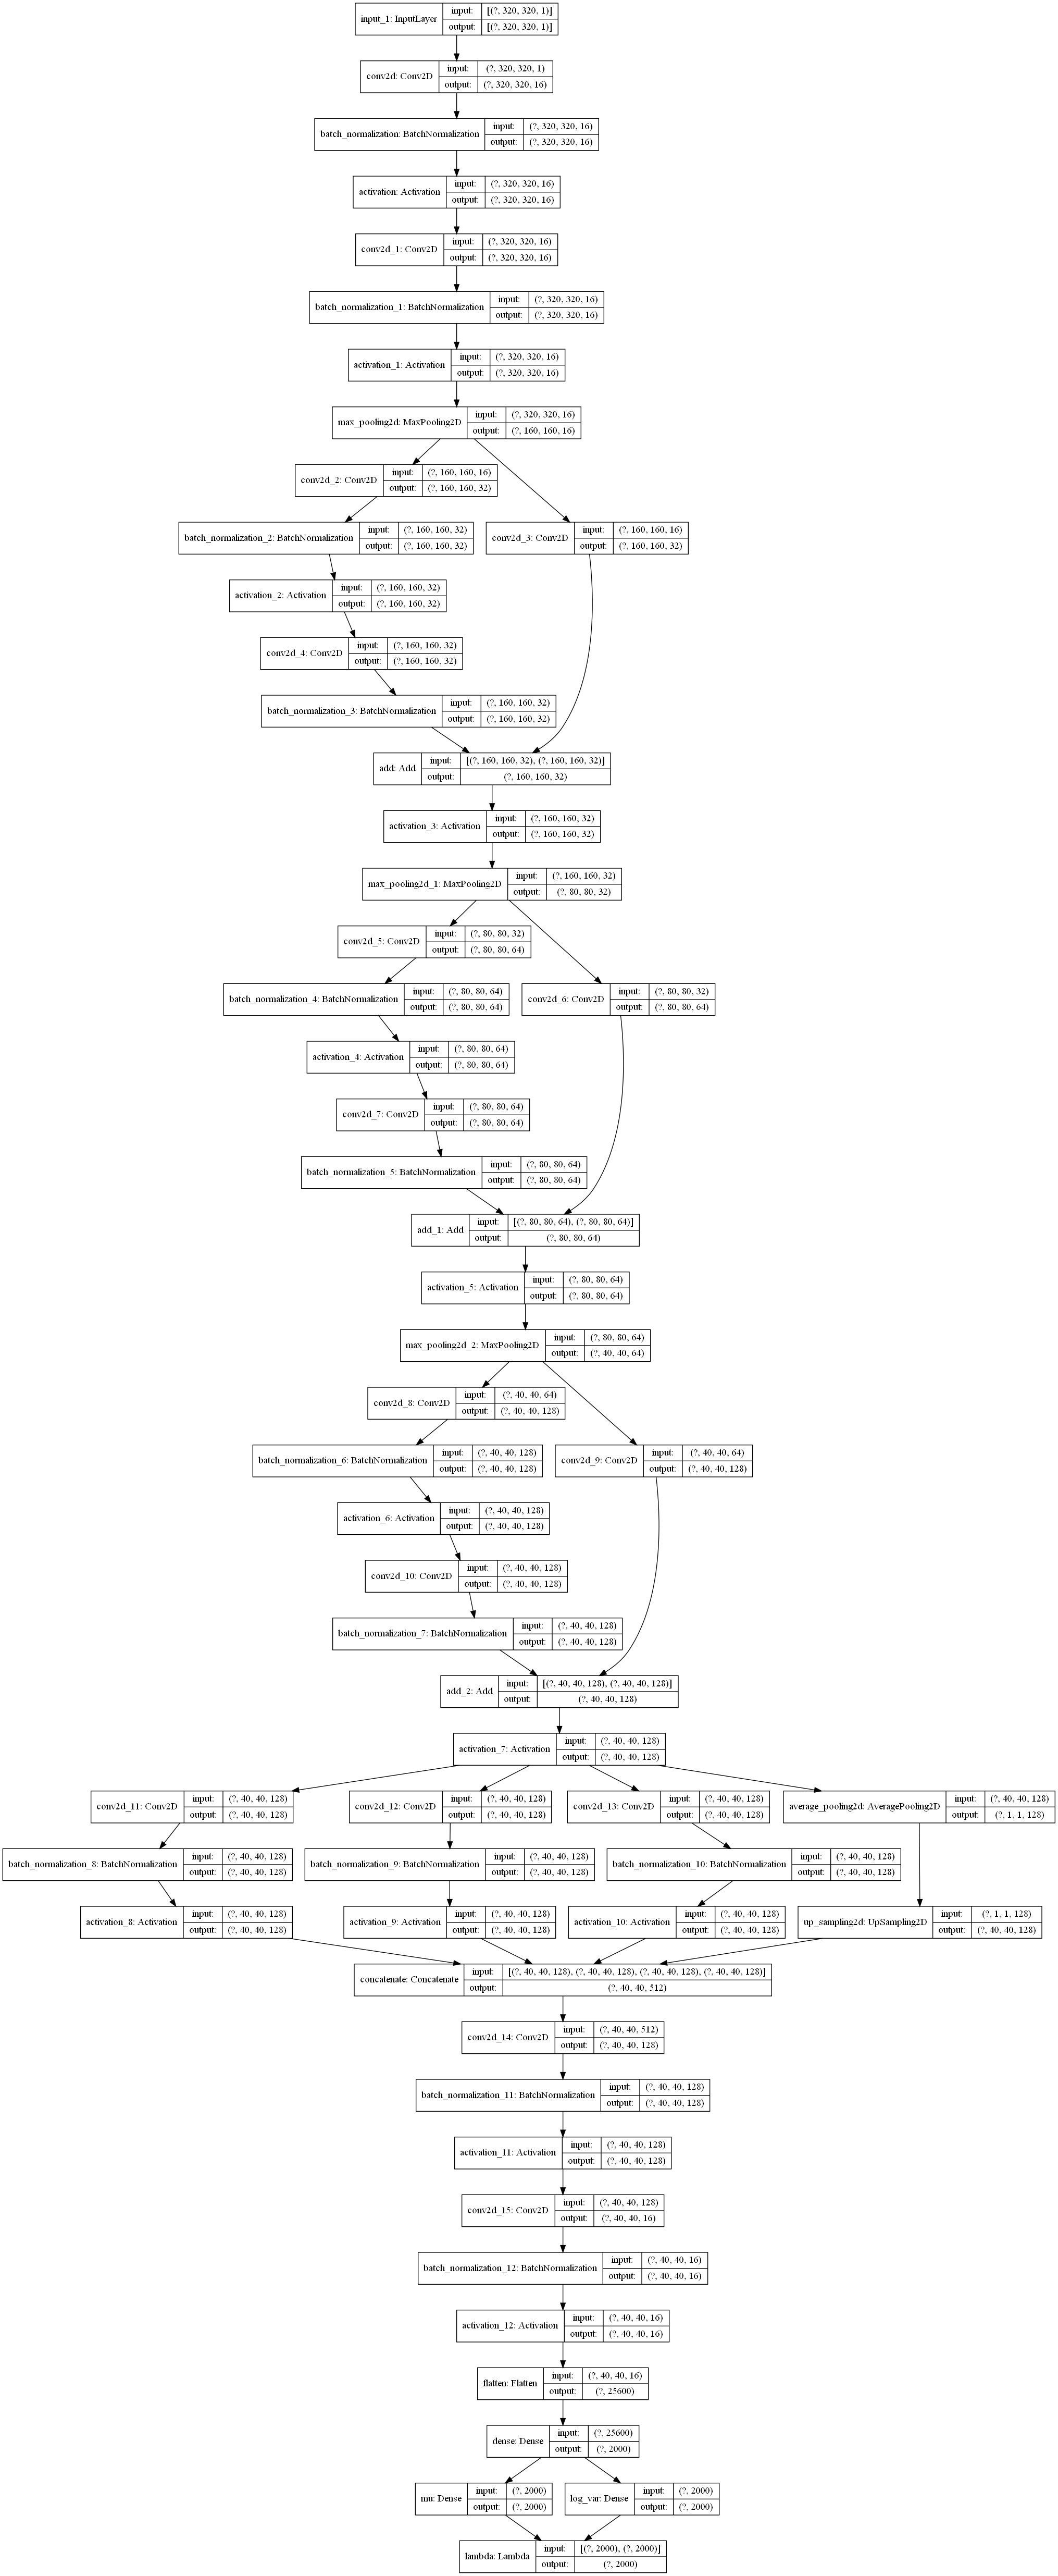 input_1: InputLayer input: [(?, 320, 320, 1)]
output: [(?, 320, 320, 1)]
conv2d: Conv2D input: (?, 320, 320, 1)
output: (?, 320, 320, 16)
batch_normalization: BatchNormalization input: (?, 320, 320, 16)
output: (?, 320, 320, 16)
activation: Activation input: (?, 320, 320, 16)
output: (?, 320, 320, 16)
conv2d_1: Conv2D input: (?, 320, 320, 16)
output: (?, 320, 320, 16)
batch_normalization_1: BatchNormalization input: (?, 320, 320, 16)
output: (?, 320, 320, 16)
activation_1: Activation input: (?, 320, 320, 16)
output: (?, 320, 320, 16)
max_pooling2d: MaxPooling2D input: (?, 320, 320, 16)
output: (?, 160, 160, 16)
conv2d_2: Conv2D input: (?, 160, 160, 16)
output: (?, 160, 160, 32)
batch_normalization_2: BatchNormalization input: (?, 160, 160, 32)
output: (?, 160, 160, 32)
conv2d_3: Conv2D input: (?, 160, 160, 16)
output: (?, 160, 160, 32)
activation_2: Activation input: (?, 160, 160, 32)
output: (?, 160, 160, 32)
conv2d_4: Conv2D input: (?, 160, 160, 32)
output: (?, 160, 160, 32)
batch_normalization_3: BatchNormalization input: (?, 160, 160, 32)
output: (?, 160, 160, 32)
add: Add input: [(?, 160, 160, 32), (?, 160, 160, 32)]
output: (?, 160, 160, 32)
activation_3: Activation input: (?, 160, 160, 32)
output: (?, 160, 160, 32)
max_pooling2d_1: MaxPooling2D input: (?, 160, 160, 32)
output: (?, 80, 80, 32)
conv2d_5: Conv2D input: (?, 80, 80, 32)
output: (?, 80, 80, 64)
batch_normalization_4: BatchNormalization input: (?, 80, 80, 64)
output: (?, 80, 80, 64)
conv2d_6: Conv2D input: (?, 80, 80, 32)
output: (?, 80, 80, 64)
activation_4: Activation input: (?, 80, 80, 64)
output: (?, 80, 80, 64)
conv2d_7: Conv2D input: (?, 80, 80, 64)
output: (?, 80, 80, 64)
batch_normalization_5: BatchNormalization input: (?, 80, 80, 64)
output: (?, 80, 80, 64)
add_1: Add input: [(?, 80, 80, 64), (?, 80, 80, 64)]
output: (?, 80, 80, 64)
activation_5: Activation input: (?, 80, 80, 64)
output: (?, 80, 80, 64)
max_pooling2d_2: MaxPooling2D input: (?, 80, 80, 64)
output: (?, 40, 40, 64)
conv2d_8: Conv2D input: (?, 40, 40, 64)
output: (?, 40, 40, 128)
batch_normalization_6: BatchNormalization input: (?, 40, 40, 128)
output: (?, 40, 40, 128)
conv2d_9: Conv2D input: (?, 40, 40, 64)
output: (?, 40, 40, 128)
activation_6: Activation input: (?, 40, 40, 128)
output: (?, 40, 40, 128)
conv2d_10: Conv2D input: (?, 40, 40, 128)
output: (?, 40, 40, 128)
batch_normalization_7: BatchNormalization input: (?, 40, 40, 128)
output: (?, 40, 40, 128)
add_2: Add input: [(?, 40, 40, 128), (?, 40, 40, 128)]
output: (?, 40, 40, 128)
activation_7: Activation input: (?, 40, 40, 128)
output: (?, 40, 40, 128)
conv2d_11: Conv2D input: (?, 40, 40, 128)
output: (?, 40, 40, 128)
conv2d_12: Conv2D input: (?, 40, 40, 128)
output: (?, 40, 40, 128)
conv2d_13: Conv2D input: (?, 40, 40, 128)
output: (?, 40, 40, 128)
average_pooling2d: AveragePooling2D input: (?, 40, 40, 128)
output: (?, 1, 1, 128)
batch_normalization_8: BatchNormalization input: (?, 40, 40, 128)
output: (?, 40, 40, 128)
batch_normalization_9: BatchNormalization input: (?, 40, 40, 128)
output: (?, 40, 40, 128)
batch_normalization_10: BatchNormalization input: (?, 40, 40, 128)
output: (?, 40, 40, 128)
activation_8: Activation input: (?, 40, 40, 128)
output: (?, 40, 40, 128)
activation_9: Activation input: (?, 40, 40, 128)
output: (?, 40, 40, 128)
activation_10: Activation input: (?, 40, 40, 128)
output: (?, 40, 40, 128)
up_sampling2d: UpSampling2D input: (?, 1, 1, 128)
output: (?, 40, 40, 128)
concatenate: Concatenate input: [(?, 40, 40, 128), (?, 40, 40, 128), (?, 40, 40, 128), (?, 40, 40, 128)]
output: (?, 40, 40, 512)
conv2d_14: Conv2D input: (?, 40, 40, 512)
output: (?, 40, 40, 128)
batch_normalization_11: BatchNormalization input: (?, 40, 40, 128)
output: (?, 40, 40, 128)
activation_11: Activation input: (?, 40, 40, 128)
output: (?, 40, 40, 128)
conv2d_15: Conv2D input: (?, 40, 40, 128)
output: (?, 40, 40, 16)
batch_normalization_12: BatchNormalization input: (?, 40, 40, 16)
output: (?, 40, 40, 16)
activation_12: Activation input: (?, 40, 40, 16)
output: (?, 40, 40, 16)
flatten: Flatten input: (?, 40, 40, 16)
output: (?, 25600)
dense: Dense input: (?, 25600)
output: (?, 2000)
mu: Dense input: (?, 2000)
output: (?, 2000)
log_var: Dense input: (?, 2000)
output: (?, 2000)
lambda: Lambda input: [(?, 2000), (?, 2000)]
output: (?, 2000)